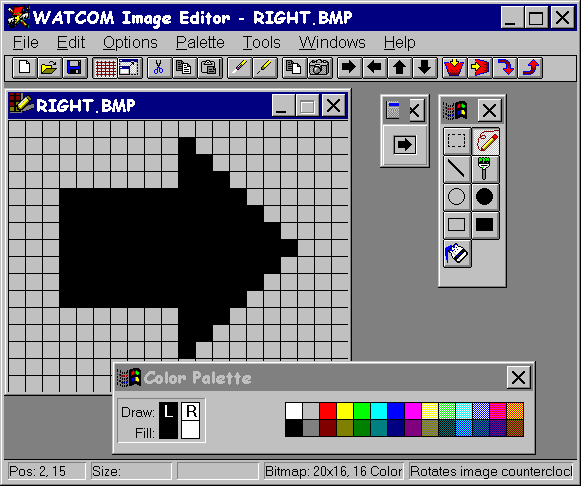 WATCOM Image Editor - RIGHT.BMP
File Edit Options Palette Tools Windows Help
RIGHT.BMP
Color Palette
Draw: L R
Fill:
Pos: 2, 15 Size: Bitmap: 20x16, 16 Color Rotates image counterclocl